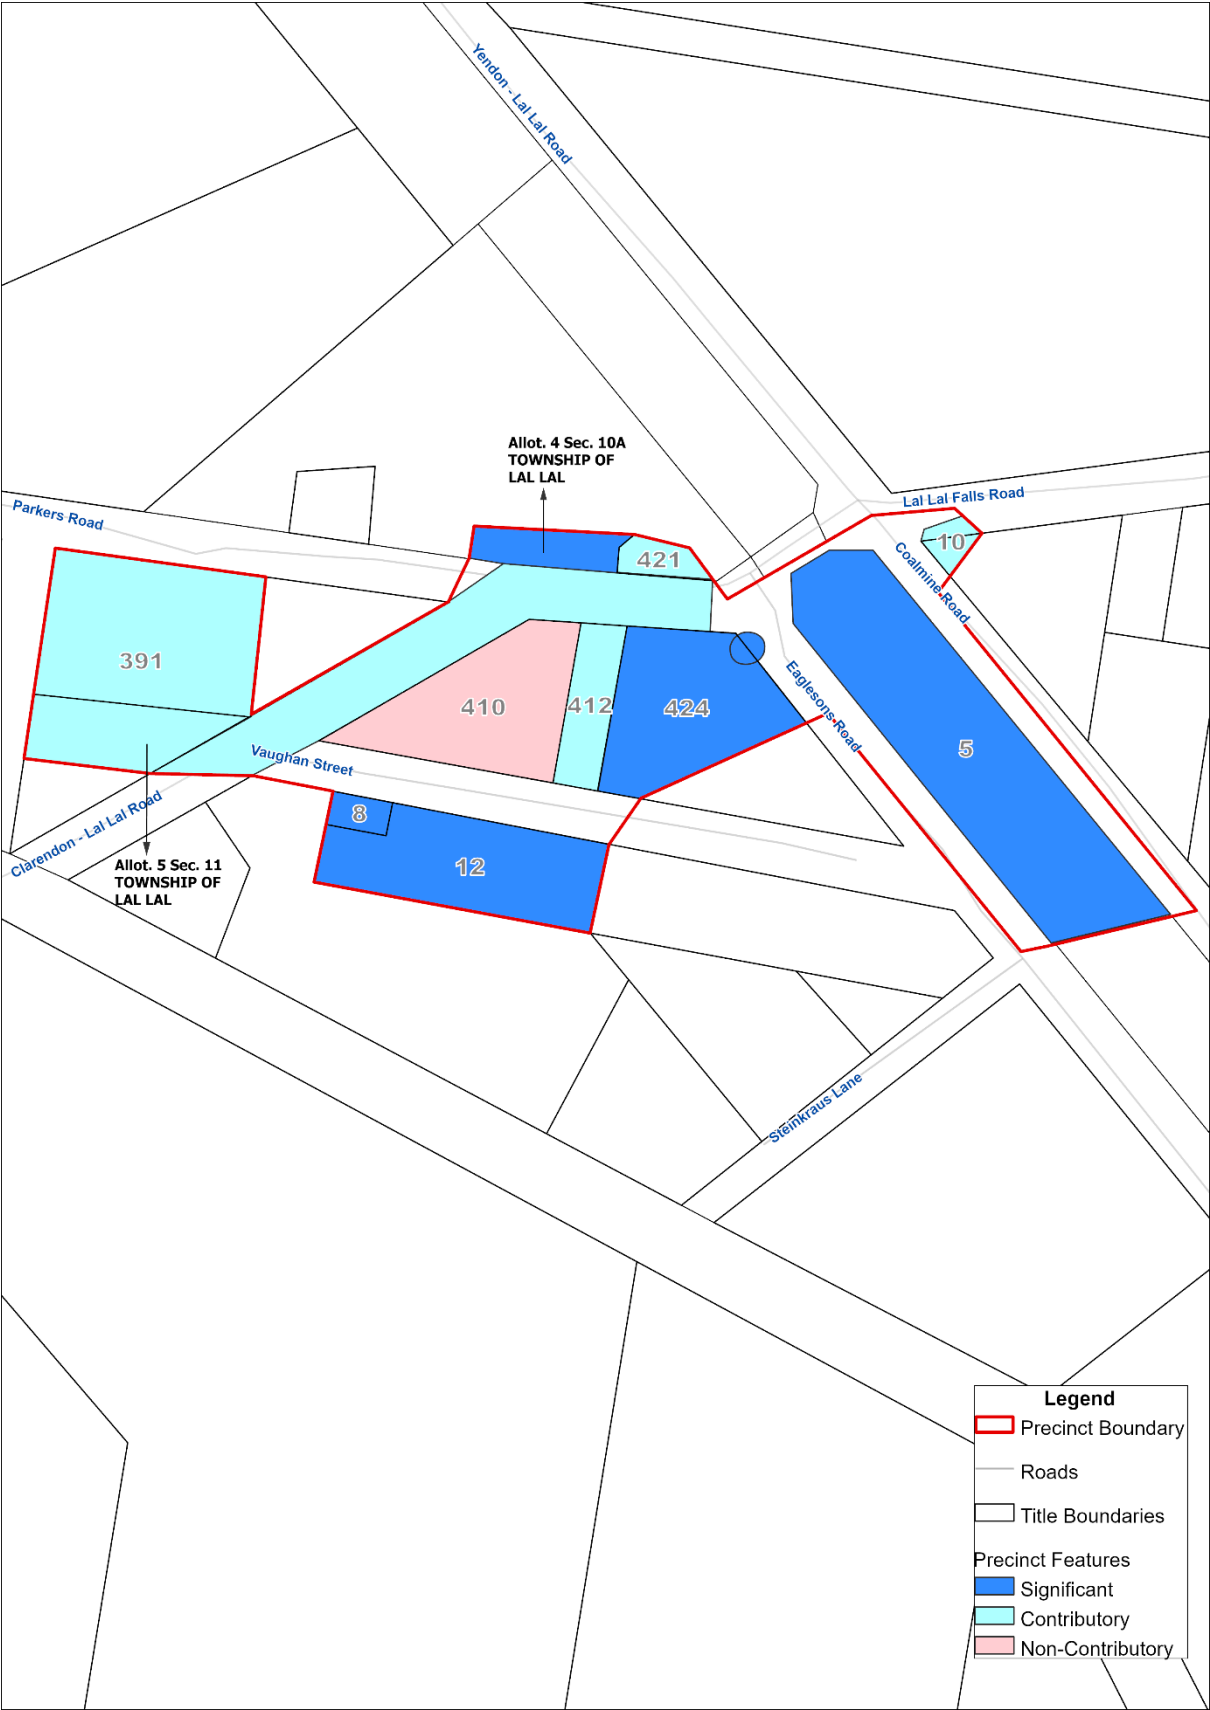 Yendon - Lal Lal Road
Allot. 4 Sec. 10A
TOWNSHIP OF
LAL LAL
Lal Lal Falls Road
Parkers Road
421
10
Coalmine Road
391
410
412
424
Eaglesons Road
5
Vaughan Street
8
12
Clarendon - Lal Lal Road
Allot. 5 Sec. 11
TOWNSHIP OF
LAL LAL
Steinkraus Lane
Legend
Precinct Boundary
Roads
Title Boundaries
Precinct Features
Significant
Contributory
Non-Contributory